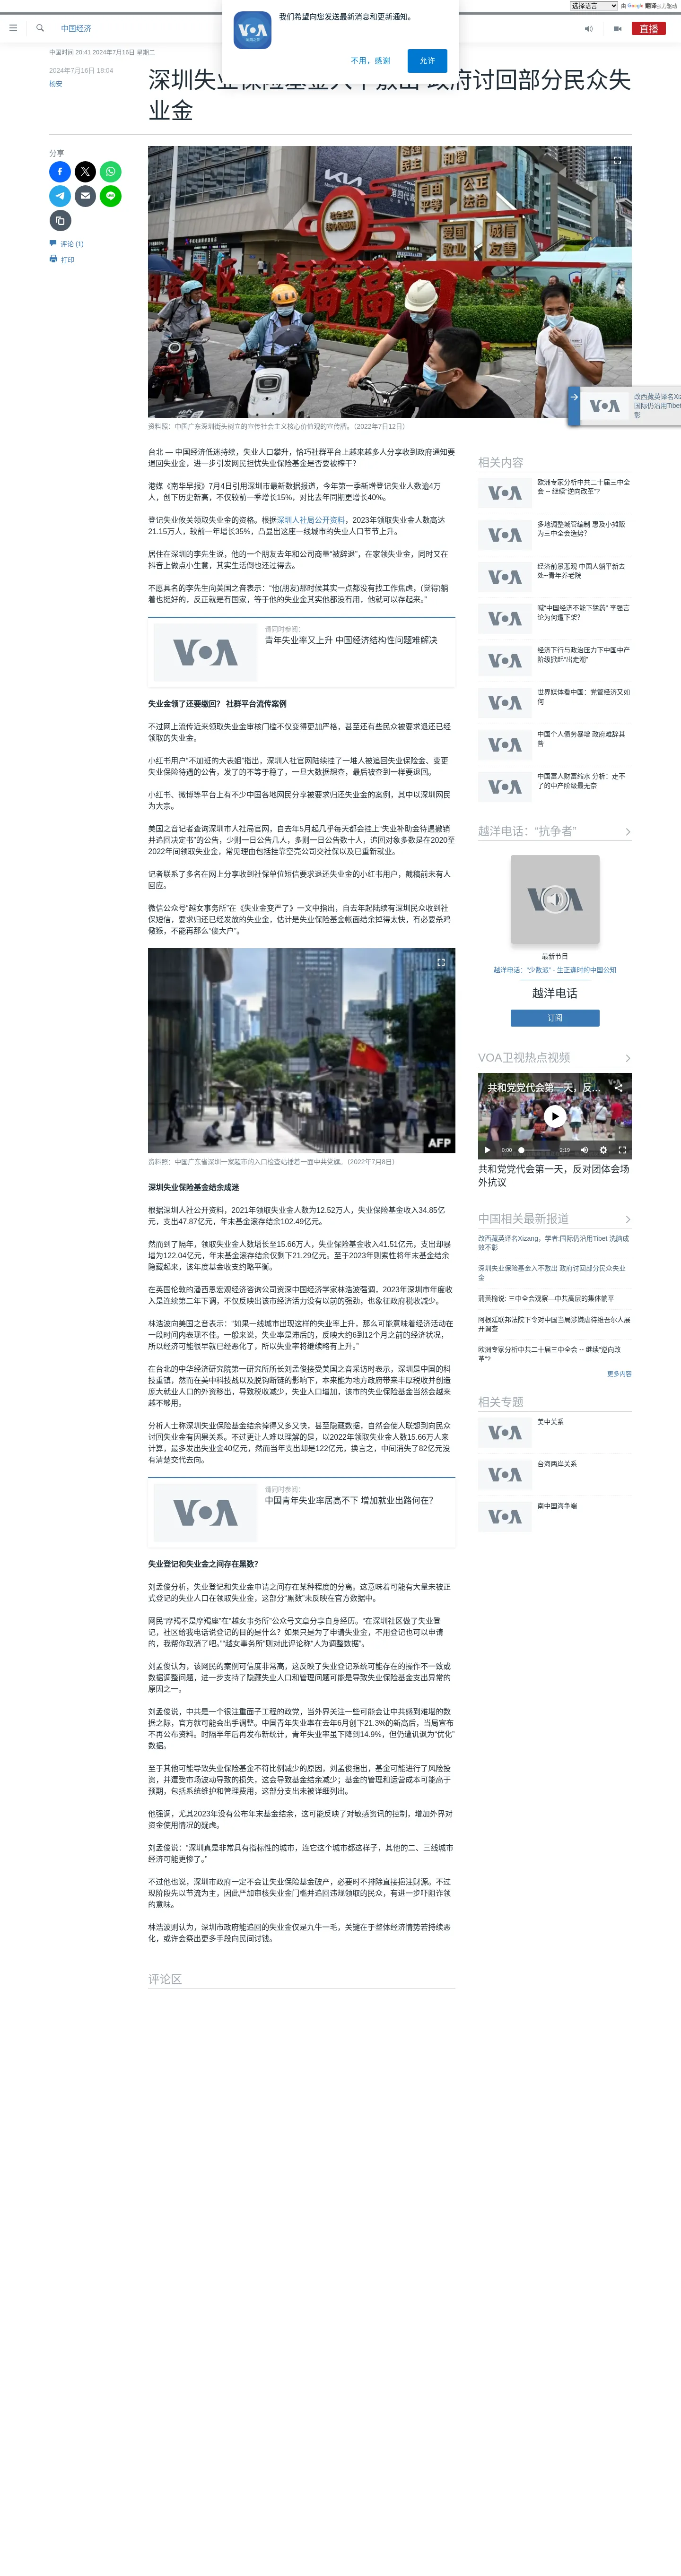 选择语言 由 Google 翻译强力驱动
VOA
我们希望向您发送最新消息和更新通知。
不用，感谢
允许
中国经济
直播
中国时间 20:41 2024年7月16日 星期二
2024年7月16日 18:04
杨安
深圳失业保险基金入不敷出 政府讨回部分民众失
业金
分享
评论 (1)
打印
资料照：中国广东深圳街头树立的宣传社会主义核心价值观的宣传牌。（2022年7月12日）
改西藏英译名Xiz
国际仍沿用Tibet
彰
台北 — 中国经济低迷持续，失业人口攀升，恰巧社群平台上越来越多人分享收到政府通知要
退回失业金，进一步引发网民担忧失业保险基金是否要被榨干?
港媒《南华早报》7月4日引用深圳市最新数据报道，今年第一季新增登记失业人数逾4万
人，创下历史新高，不仅较前一季增长15%，对比去年同期更增长40%。
登记失业攸关领取失业金的资格。根据深圳人社局公开资料，2023年领取失业金人数高达
21.15万人，较前一年增长35%，凸显出这座一线城市的失业人口节节上升。
居住在深圳的李先生说，他的一个朋友去年和公司商量“被辞退”，在家领失业金，同时又在
抖音上做点小生意，其实生活倒也还过得去。
不愿具名的李先生向美国之音表示：“他(朋友)那时候其实一点都没有找工作焦虑，(觉得)躺
着也挺好的，反正就是有国家，等于他的失业金其实他都没有用，他就可以存起来。”
该同时参阅：
青年失业率又上升 中国经济结构性问题难解决
失业金领了还要缴回？ 社群平台流传案例
不过网上流传近来领取失业金审核门槛不仅变得更加严格，甚至还有些民众被要求退还已经
领取的失业金。
小红书用户“不加班的大表姐”指出，深圳人社官网陆续挂了一堆人被追回失业保险金、变更
失业保险待遇的公告，发了的不等于稳了，一旦大数据想查，最后被查到一样要退回。
小红书、微博等平台上有不少中国各地网民分享被要求归还失业金的案例，其中以深圳网民
为大宗。
美国之音记者查询深圳市人社局官网，自去年5月起几乎每天都会挂上“失业补助金待遇撤销
并追回决定书”的公告，少则一日公告几人，多则一日公告数十人，追回对象多数是在2020至
2022年间领取失业金，常见理由包括挂靠空壳公司交社保以及已重新就业。
记者联系了多名在网上分享收到社保单位短信要求退还失业金的小红书用户，截稿前未有人
回应。
微信公众号“越女事务所”在《失业金变严了》一文中指出，自去年起陆续有深圳民众收到社
保短信，要求归还已经发放的失业金，估计是失业保险基金帐面结余掉得太快，有必要杀鸡
儆猴，不能再那么“傻大户”。
AFP
资料照：中国广东省深圳一家超市的入口检查站插着一面中共党旗。（2022年7月8日）
深圳失业保险基金结余成迷
根据深圳人社公开资料，2021年领取失业金人数为12.52万人，失业保险基金收入34.85亿
元，支出47.87亿元，年末基金滚存结余102.49亿元。
然而到了隔年，领取失业金人数增长至15.66万人，失业保险基金收入41.51亿元，支出却暴
增为122.04亿元，年末基金滚存结余仅剩下21.29亿元。至于2023年则索性将年末基金结余
隐藏起来，该年度基金收支约略平衡。
在英国伦敦的潘西思宏观经济咨询公司资深中国经济学家林浩波强调，2023年深圳市年度收
入是连续第二年下调，不仅反映出该市经济活力没有以前的强劲，也象征政府税收减少。
林浩波向美国之音表示：“如果一线城市出现这样的失业率上升，那么可能意味着经济活动在
一段时间内表现不佳。一般来说，失业率是滞后的，反映大约6到12个月之前的经济状况，
所以经济可能很早就已经恶化了，所以失业率将继续略有上升。”
在台北的中华经济研究院第一研究所所长刘孟俊接受美国之音采访时表示，深圳是中国的科
技重镇，然而在美中科技战以及脱钩断链的影响下，本来能为地方政府带来丰厚税收并创造
庞大就业人口的外资移出，导致税收减少，失业人口增加，该市的失业保险基金当然会越来
越不够用。
分析人士称深圳失业保险基金结余掉得又多又快，甚至隐藏数据，自然会使人联想到向民众
讨回失业金有因果关系。不过更让人难以理解的是，以2022年领取失业金人数15.66万人来
计算，最多发出失业金40亿元，然而当年支出却是122亿元，换言之，中间消失了82亿元没
有清楚交代去向。
该同时参阅：
中国青年失业率居高不下 增加就业出路何在?
失业登记和失业金之间存在黑数？
刘孟俊分析，失业登记和失业金申请之间存在某种程度的分离。这意味着可能有大量未被正
式登记的失业人口在领取失业金，这部分“黑数”未反映在官方数据中。
网民“摩羯不是摩羯座”在“越女事务所”公众号文章分享自身经历。“在深圳社区做了失业登
记，社区给我电话说登记的目的是什么？如果只是为了申请失业金，不用登记也可以申请
的，我帮你取消了吧。”“越女事务所”则对此评论称“人为调整数据”。
刘孟俊认为，该网民的案例可信度非常高，这反映了失业登记系统可能存在的操作不一致或
数据调整问题，进一步支持了隐藏失业人口和管理问题可能是导致失业保险基金支出异常的
原因之一。
刘孟俊说，中共是一个很注重面子工程的政党，当外界关注一些可能会让中共感到难堪的数
据之际，官方就可能会出手调整。中国青年失业率在去年6月创下21.3%的新高后，当局宣布
不再公布资料。时隔半年后再发布新统计，青年失业率虽下降到14.9%，但仍遭讥讽为“优化”
数据。
至于其他可能导致失业保险基金不符比例减少的原因，刘孟俊指出，基金可能进行了风险投
资，并遭受市场波动导致的损失，这会导致基金结余减少；基金的管理和运营成本可能高于
预期，包括系统维护和管理费用，这部分支出未被详细列出。
他强调，尤其2023年没有公布年末基金结余，这可能反映了对敏感资讯的控制，增加外界对
资金使用情况的疑虑。
刘孟俊说：“深圳真是非常具有指标性的城市，连它这个城市都这样子，其他的二、三线城市
经济可能更惨了。”
不过他也说，深圳市政府一定不会让失业保险基金破产，必要时不排除直接挹注财源。不过
现阶段先以节流为主，因此严加审核失业金门槛并追回违规领取的民众，有进一步吓阻诈领
的意味。
林浩波则认为，深圳市政府能追回的失业金仅是九牛一毛，关键在于整体经济情势若持续恶
化，或许会祭出更多手段向民间讨钱。
评论区
相关内容
欧洲专家分析中共二十届三中全
会 -- 继续“逆向改革”?
多地调整城管编制 惠及小摊贩
为三中全会造势?
经济前景悲观 中国人躺平新去
处─青年养老院
喊“中国经济不能下猛药” 李强言
论为何遭下架?
经济下行与政治压力下中国中产
阶级掀起“出走潮”
世界媒体看中国：党管经济又如
何
中国个人债务暴增 政府难辞其
咎
中国富人财富缩水 分析：走不
了的中产阶级最无奈
越洋电话：“抗争者”
最新节目
越洋电话：“少数派” - 生正逢时的中国公知
越洋电话
订阅
VOA卫视热点视频
共和党党代会第一天，反…
0:00
2:19
共和党党代会第一天，反对团体会场
外抗议
中国相关最新报道
改西藏英译名Xizang，学者:国际仍沿用Tibet 洗脑成
效不彰
深圳失业保险基金入不敷出 政府讨回部分民众失业
金
蒲黄榆说: 三中全会观察—中共高层的集体躺平
阿根廷联邦法院下令对中国当局涉嫌虐待维吾尔人展
开调查
欧洲专家分析中共二十届三中全会 -- 继续“逆向改
革”?
更多内容
相关专题
美中关系
台海两岸关系
南中国海争端